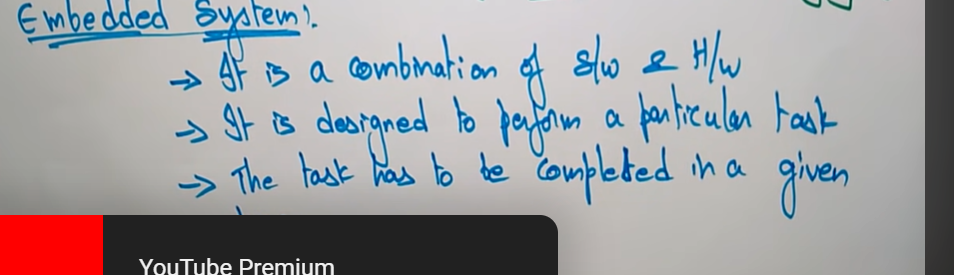 Embedded System:
→ It is a combination of S/w & H/w
→ It is designed to perform a particular task
→ The task has to be completed in a given
YouTube Premium